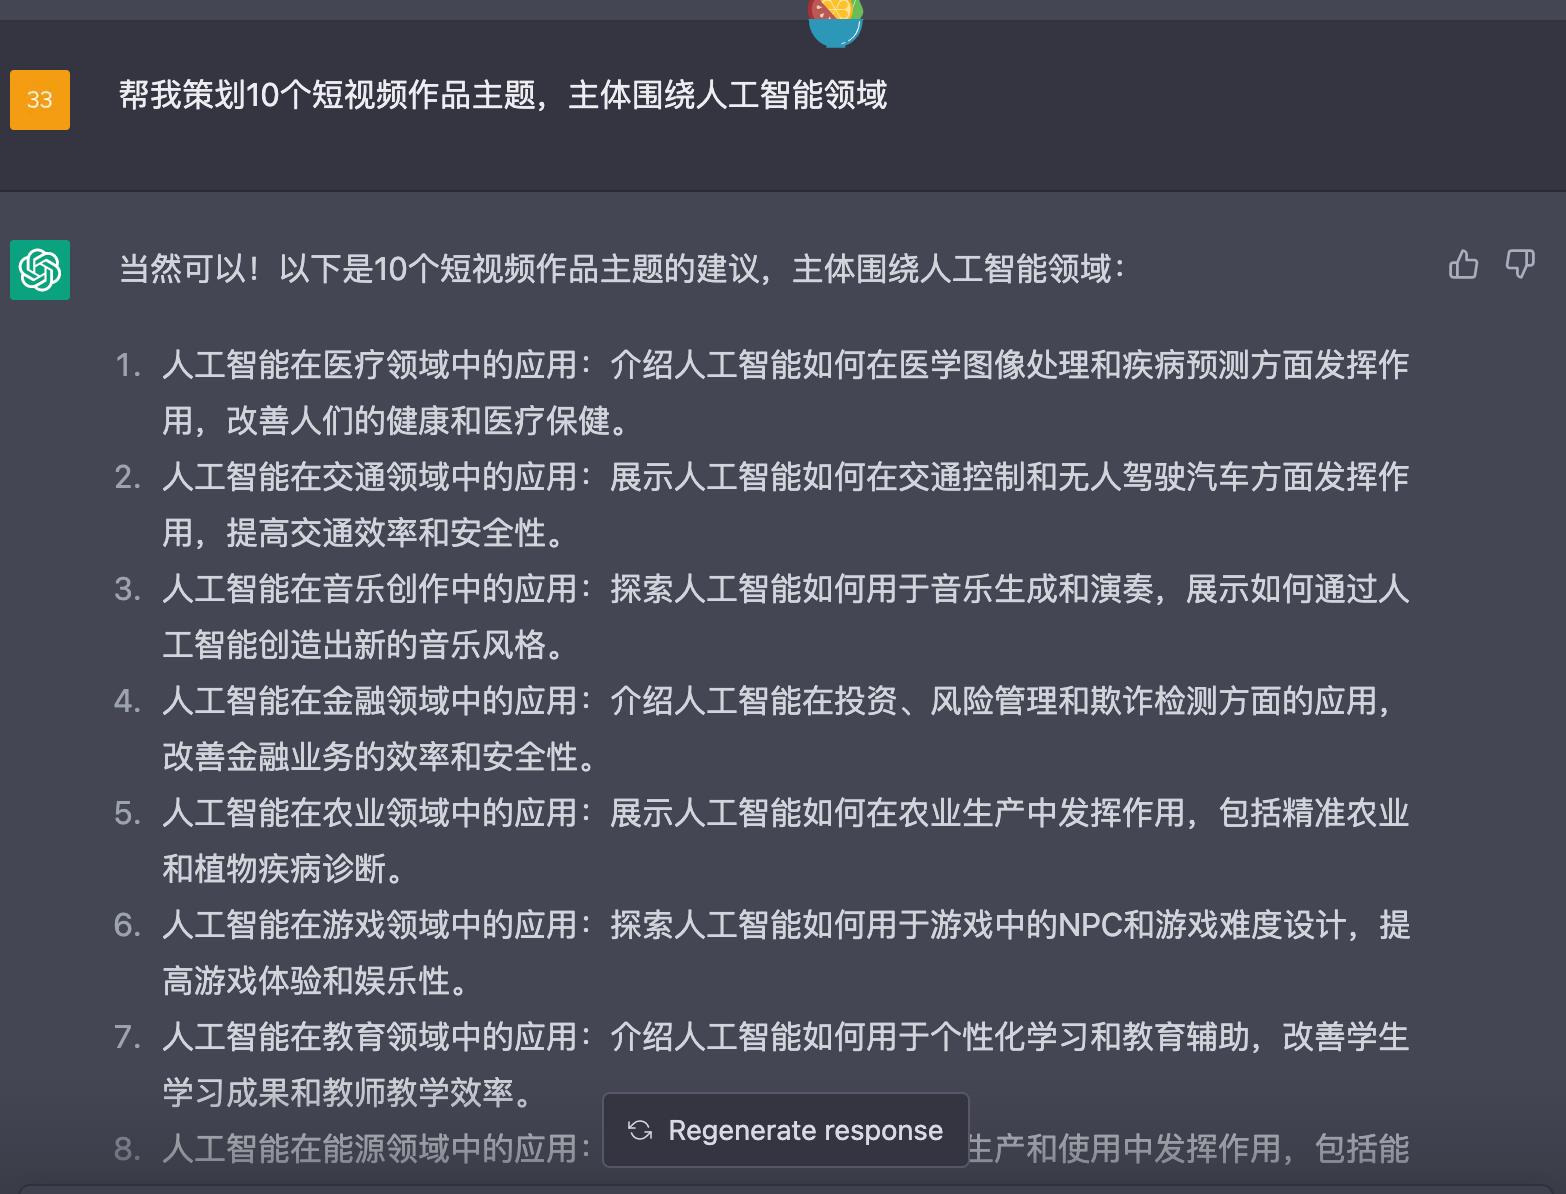 33
帮我策划10个短视频作品主题，主体围绕人工智能领域
当然可以！以下是10个短视频作品主题的建议，主体围绕人工智能领域：
1. 人工智能在医疗领域中的应用：介绍人工智能如何在医学图像处理和疾病预测方面发挥作
用，改善人们的健康和医疗保健。
2. 人工智能在交通领域中的应用：展示人工智能如何在交通控制和无人驾驶汽车方面发挥作
用，提高交通效率和安全性。
3. 人工智能在音乐创作中的应用：探索人工智能如何用于音乐生成和演奏，展示如何通过人
工智能创造出新的音乐风格。
4. 人工智能在金融领域中的应用：介绍人工智能在投资、风险管理和欺诈检测方面的应用，
改善金融业务的效率和安全性。
5. 人工智能在农业领域中的应用：展示人工智能如何在农业生产中发挥作用，包括精准农业
和植物疾病诊断。
6. 人工智能在游戏领域中的应用：探索人工智能如何用于游戏中的NPC和游戏难度设计，提
高游戏体验和娱乐性。
7. 人工智能在教育领域中的应用：介绍人工智能如何用于个性化学习和教育辅助，改善学生
学习成果和教师教学效率。
8. 人工智能在能源领域中的应用： 生产和使用中发挥作用，包括能
Regenerate response